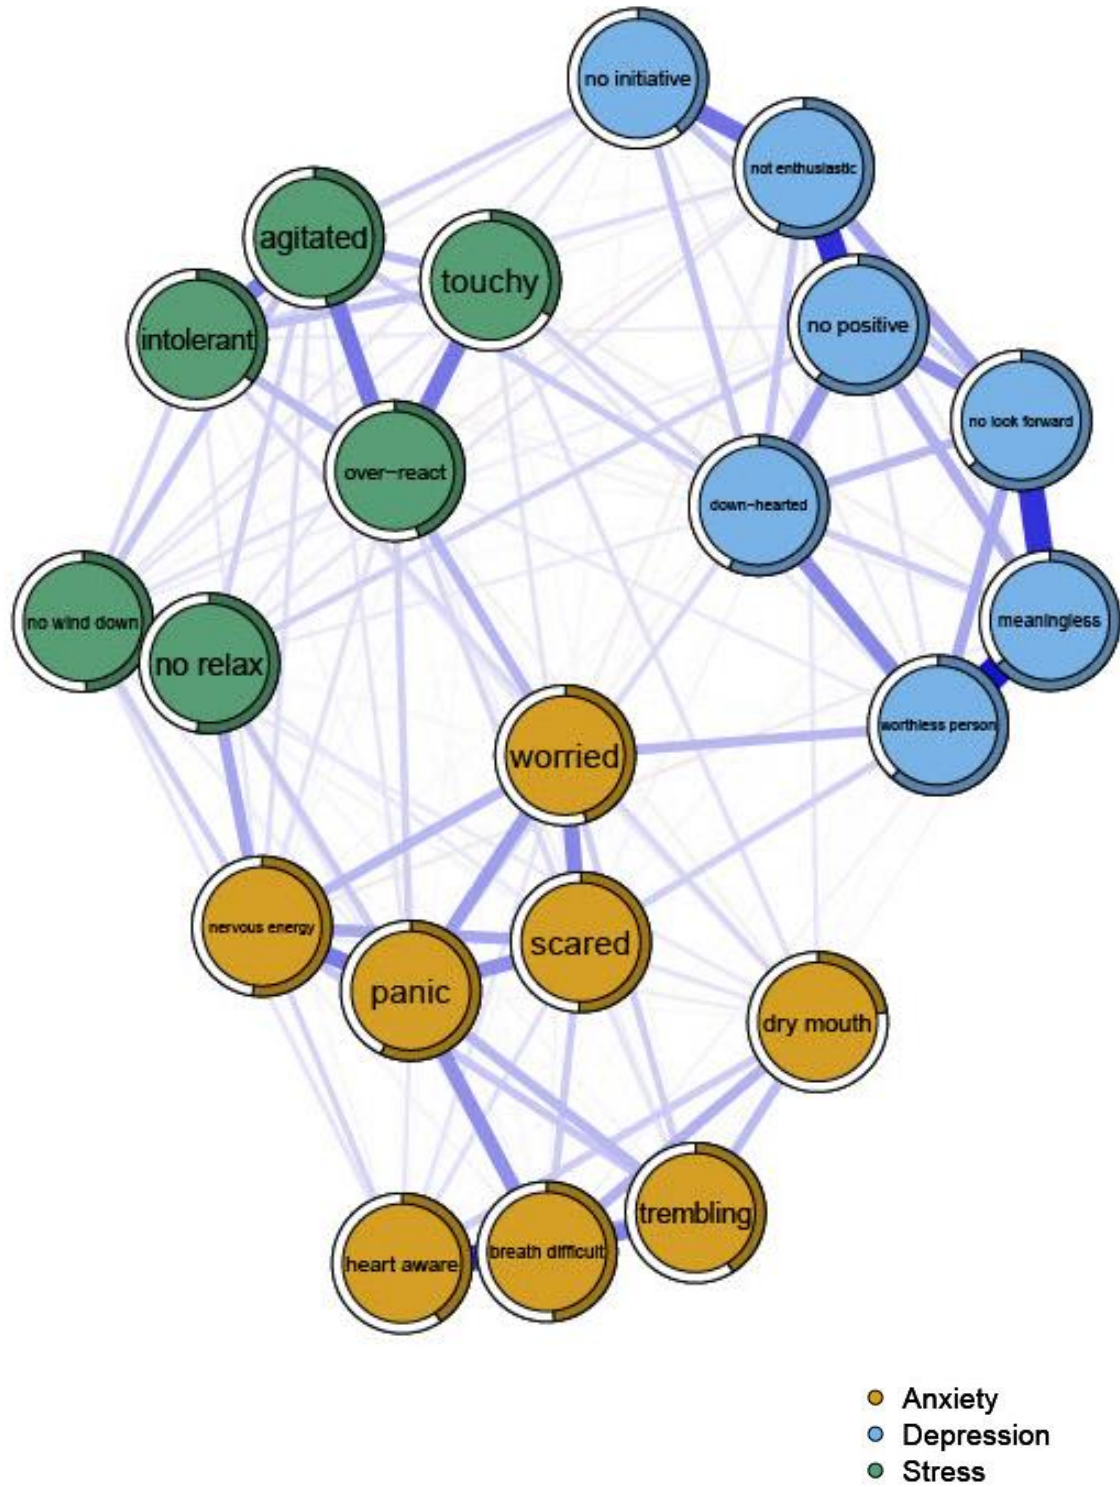 no initiative
not enthusiastic
agitated
touchy
no positive
intolerant
no look forward
over-react
down-hearted
no wind down
meaningless
no relax
worthless person
worried
nervous energy
scared
panic
dry mouth
trembling
breath difficult
heart aware
Anxiety
Depression
Stress